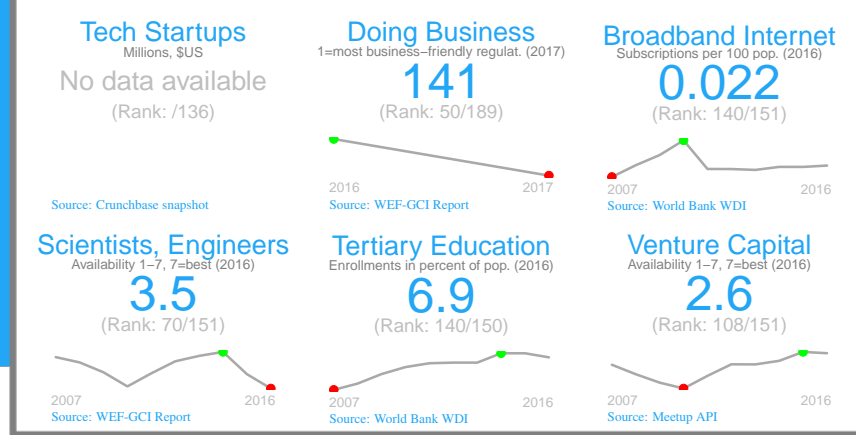 Tech Startups
Millions, $US
No data available
(Rank: /136)
Source: Crunchbase snapshot
Doing Business
1=most business−friendly regulat. (2017)
141
(Rank: 50/189)
2016 2017
Source: WEF-GCI Report
Broadband Internet
Subscriptions per 100 pop. (2016)
0.022
(Rank: 140/151)
2007 2016
Source: World Bank WDI
Scientists, Engineers
Availability 1−7, 7=best (2016)
3.5
(Rank: 70/151)
2007 2016
Source: WEF-GCI Report
Tertiary Education
Enrollments in percent of pop. (2016)
6.9
(Rank: 140/150)
2007 2016
Source: World Bank WDI
Venture Capital
Availability 1−7, 7=best (2016)
2.6
(Rank: 108/151)
2007 2016
Source: Meetup API